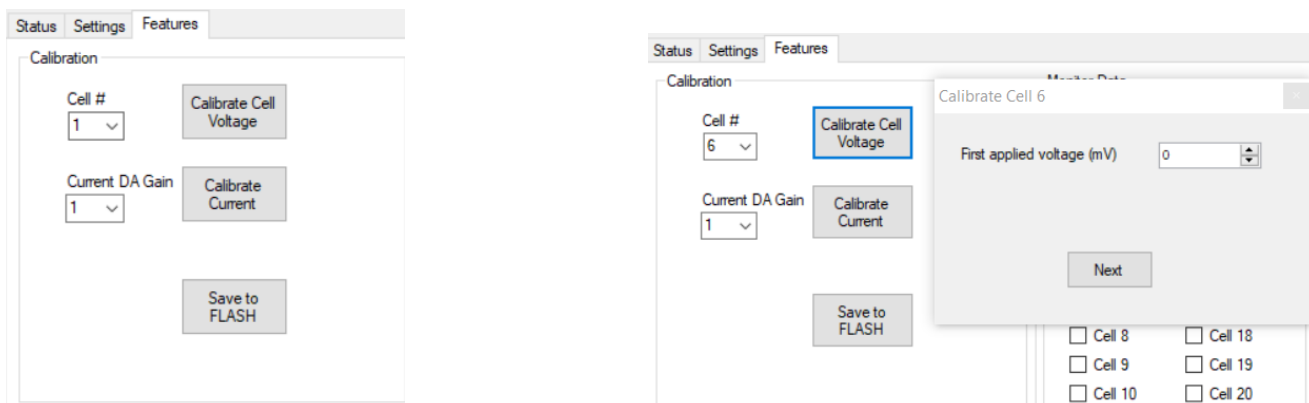 Status Settings Features
Calibration
Cell #
1
Calibrate Cell
Voltage
Current DA Gain
1
Calibrate
Current
Save to
FLASH
Status Settings Features
Calibration
Monitor Data
Cell #
6
Calibrate Cell
Voltage
Current DA Gain
1
Calibrate
Current
Save to
FLASH
Calibrate Cell 6
×
First applied voltage (mV)
0
Next
Cell 8 Cell 18
Cell 9 Cell 19
Cell 10 Cell 20